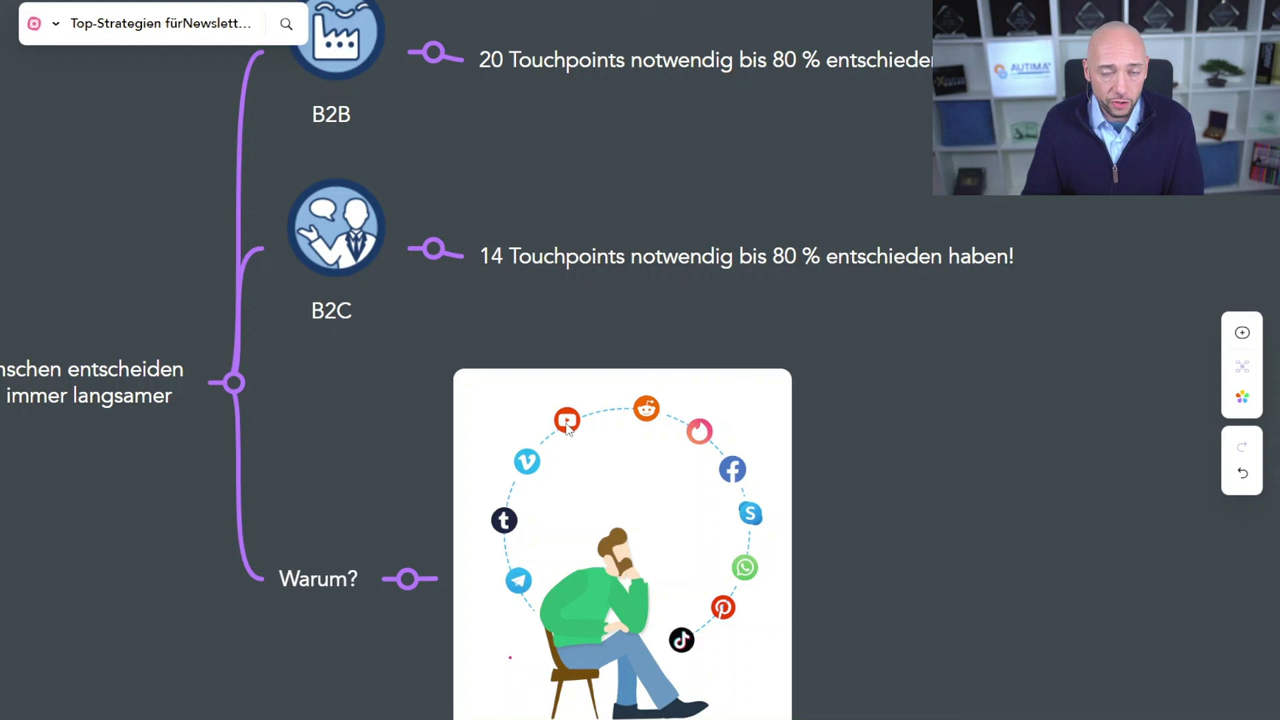 Top-Strategien fürNewslett...
20 Touchpoints notwendig bis 80 % entschieden
AUTIMA
B2B
14 Touchpoints notwendig bis 80 % entschieden haben!
B2C
nschen entscheiden
immer langsamer
Warum?